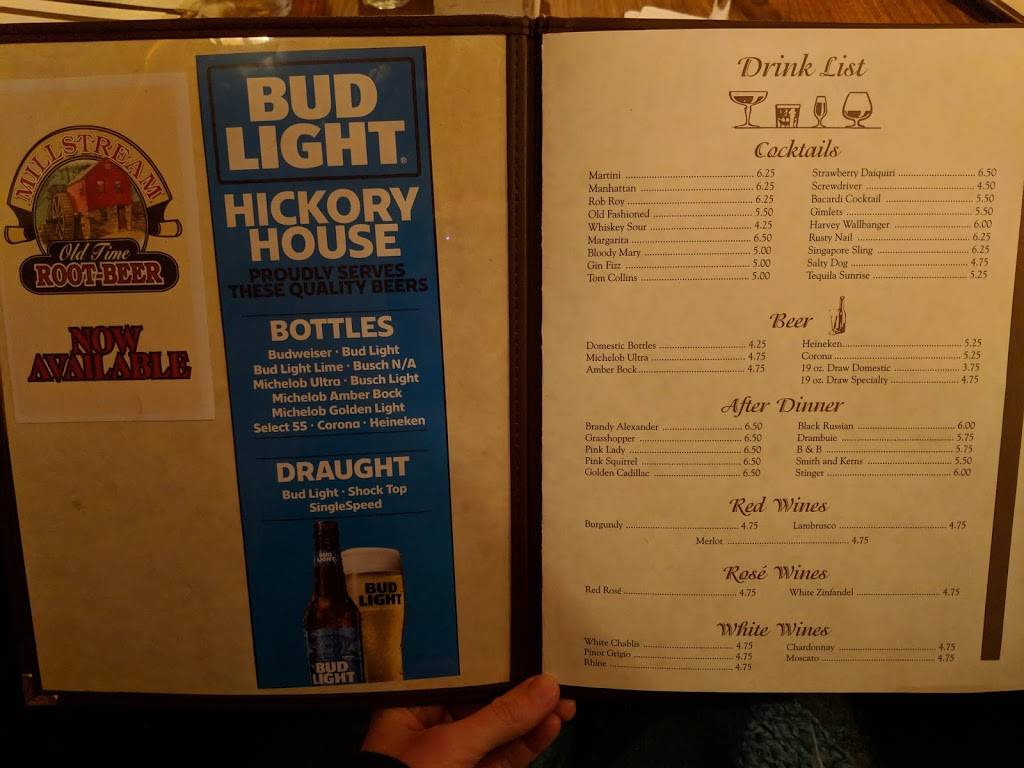 MILLSTREAM
Old Time
ROOT-BEER
NOW
AVAILABLE
BUD
LIGHT®
HICKORY
HOUSE
PROUDLY SERVES
THESE QUALITY BEERS
BOTTLES
Budweiser · Bud Light
Bud Light Lime · Busch N/A
Michelob Ultra · Busch Light
Michelob Amber Bock
Michelob Golden Light
Select 55 · Corona · Heineken
DRAUGHT
Bud Light · Shock Top
SingleSpeed
BUD
LIGHT
BUD
LIGHT
BUD
LIGHT
Drink List
Cocktails
Martini 6.25
Manhattan 6.25
Rob Roy 6.25
Old Fashioned 5.50
Whiskey Sour 4.25
Margarita 6.50
Bloody Mary 5.00
Gin Fizz 5.00
Tom Collins 5.00
Strawberry Daiquiri 6.50
Screwdriver 4.50
Bacardi Cocktail 5.50
Gimlets 5.50
Harvey Wallbanger 6.00
Rusty Nail 6.25
Singapore Sling 6.25
Salty Dog 4.75
Tequila Sunrise 5.25
Beer
Domestic Bottles 4.25
Michelob Ultra 4.75
Amber Bock 4.75
Heineken 5.25
Corona 5.25
19 oz. Draw Domestic 3.75
19 oz. Draw Specialty 4.75
After Dinner
Brandy Alexander 6.50
Grasshopper 6.50
Pink Lady 6.50
Pink Squirrel 6.50
Golden Cadillac 6.50
Black Russian 6.00
Drambuie 5.75
B & B 5.75
Smith and Kerns 5.50
Stinger 6.00
Red Wines
Burgundy 4.75
Lambrusco 4.75
Merlot 4.75
Rosé Wines
Red Rosé 4.75
White Zinfandel 4.75
White Wines
White Chablis 4.75
Pinot Grigio 4.75
Rhine 4.75
Chardonnay 4.75
Moscato 4.75